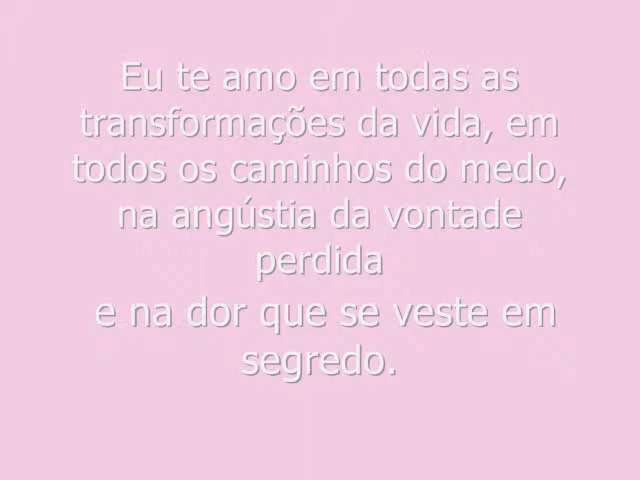 Eu te amo em todas as
transformações da vida, em
todos os caminhos do medo,
na angústia da vontade
perdida
e na dor que se veste em
segredo.